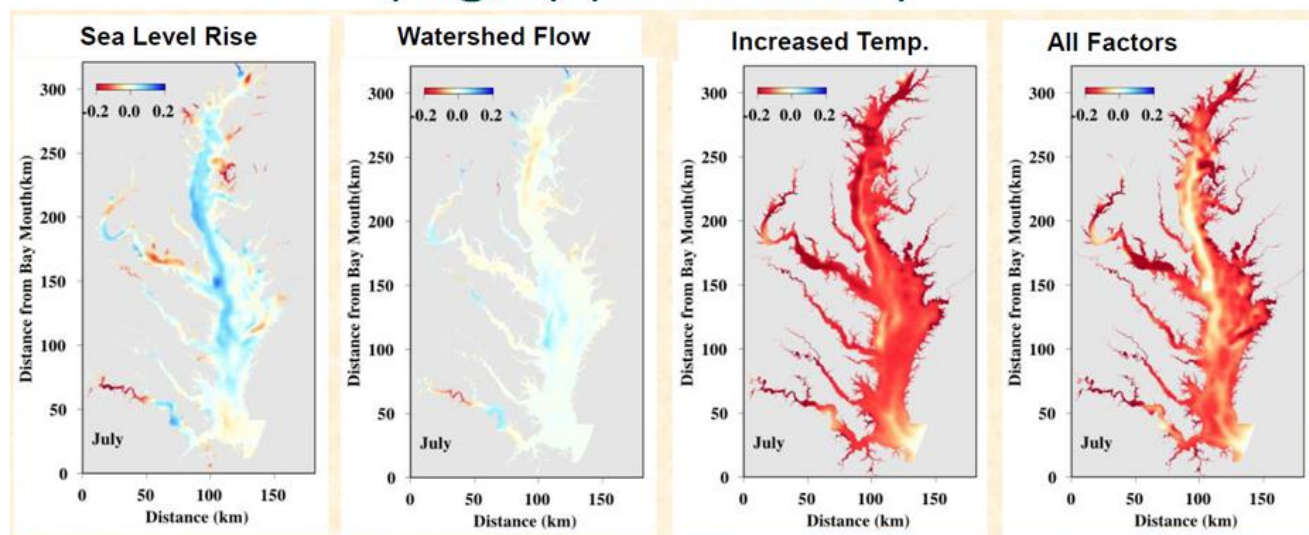 Sea Level Rise
Watershed Flow
Increased Temp.
All Factors
-0.2 0.0 0.2
-0.2 0.0 0.2
-0.2 0.0 0.2
-0.2 0.0 0.2
Distance from Bay Mouth(km)
300
250
200
150
100
50
0
July
0 50 100 150
Distance (km)
Distance from Bay Mouth(km)
300
250
200
150
100
50
0
July
0 50 100 150
Distance (km)
Distance from Bay Mouth(km)
300
250
200
150
100
50
0
July
0 50 100 150
Distance (km)
Distance from Bay Mouth(km)
300
250
200
150
100
50
0
July
0 50 100 150
Distance (km)